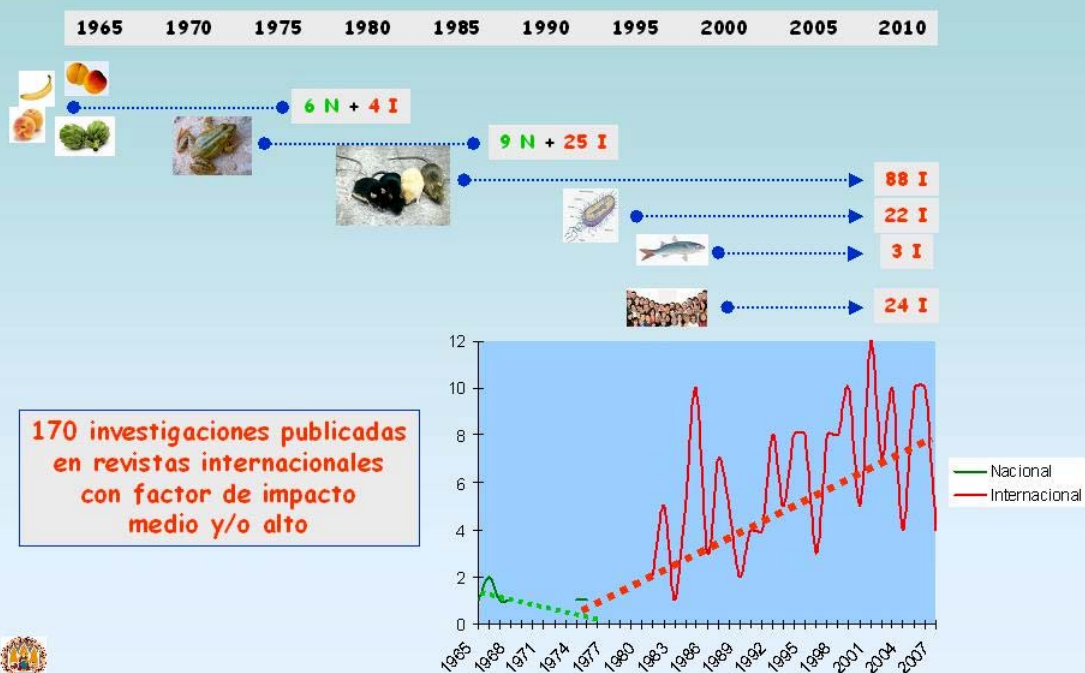 1965 1970 1975 1980 1985 1990 1995 2000 2005 2010
6 N + 4 I
9 N + 25 I
88 I
22 I
3 I
24 I
170 investigaciones publicadas
en revistas internacionales
con factor de impacto
medio y/o alto
12
10
8
6
4
2
0
1965 1968 1971 1974 1977 1980 1983 1986 1989 1992 1995 1998 2001 2004 2007
Nacional
Internacional